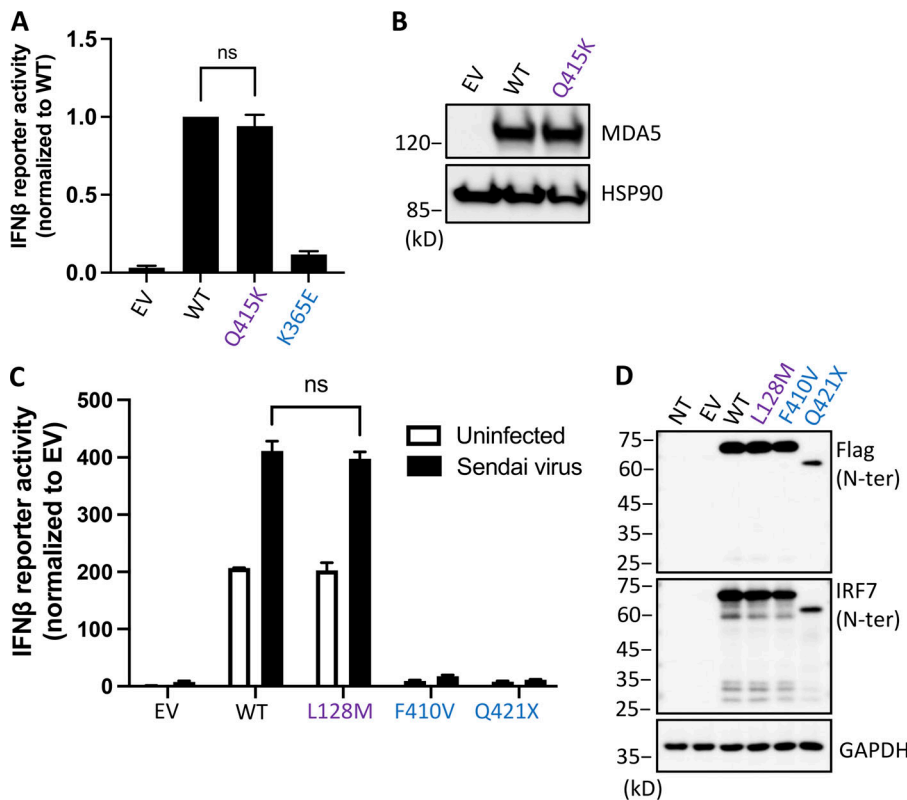 A
IFNβ reporter activity
(normalized to WT)
1.5
1.0
0.5
0.0
ns
EV
WT
Q415K
K365E
B
EV
WT
Q415K
120–
MDA5
85–
HSP90
(kD)
C
IFNβ reporter activity
(normalized to EV)
500
400
300
200
100
0
ns
Uninfected
Sendai virus
EV
WT
L128M
F410V
Q421X
D
NT
EV
WT
L128M
F410V
Q421X
75–
60–
45–
35–
25–
Flag
(N-ter)
75–
60–
45–
35–
25–
IRF7
(N-ter)
35–
GAPDH
(kD)